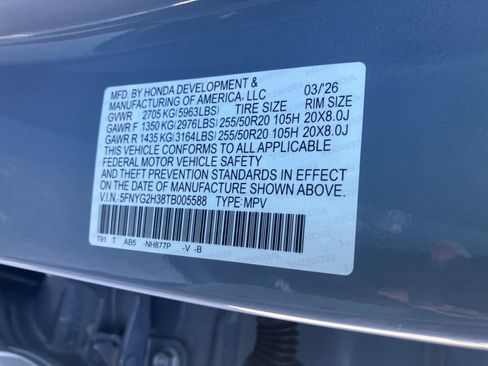 MFD. BY HONDA DEVELOPMENT & 03/'26
MANUFACTURING OF AMERICA, LLC
GVWR 2705 KG(5963LBS) TIRE SIZE RIM SIZE
GAWR F 1350 KG(2976LBS) 255/50R20 105H 20X8.0J
GAWR R 1435 KG(3164LBS) 255/50R20 105H 20X8.0J
THIS VEHICLE CONFORMS TO ALL APPLICABLE
FEDERAL MOTOR VEHICLE SAFETY
AND THEFT PREVENTION STANDARDS IN EFFECT
ON THE DATE OF MANUFACTURE SHOWN ABOVE.
V.I.N.:5FNYG2H38TB005588 TYPE:MPV
T91 T AB5 -NH877P -V -B